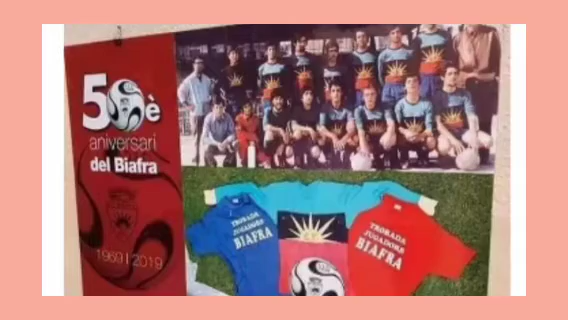 50è
aniversari
del Biafra
1969 | 2019
TROBADA
JUGADORS
BIAFRA
TROBADA
JUGADORS
BIAFRA